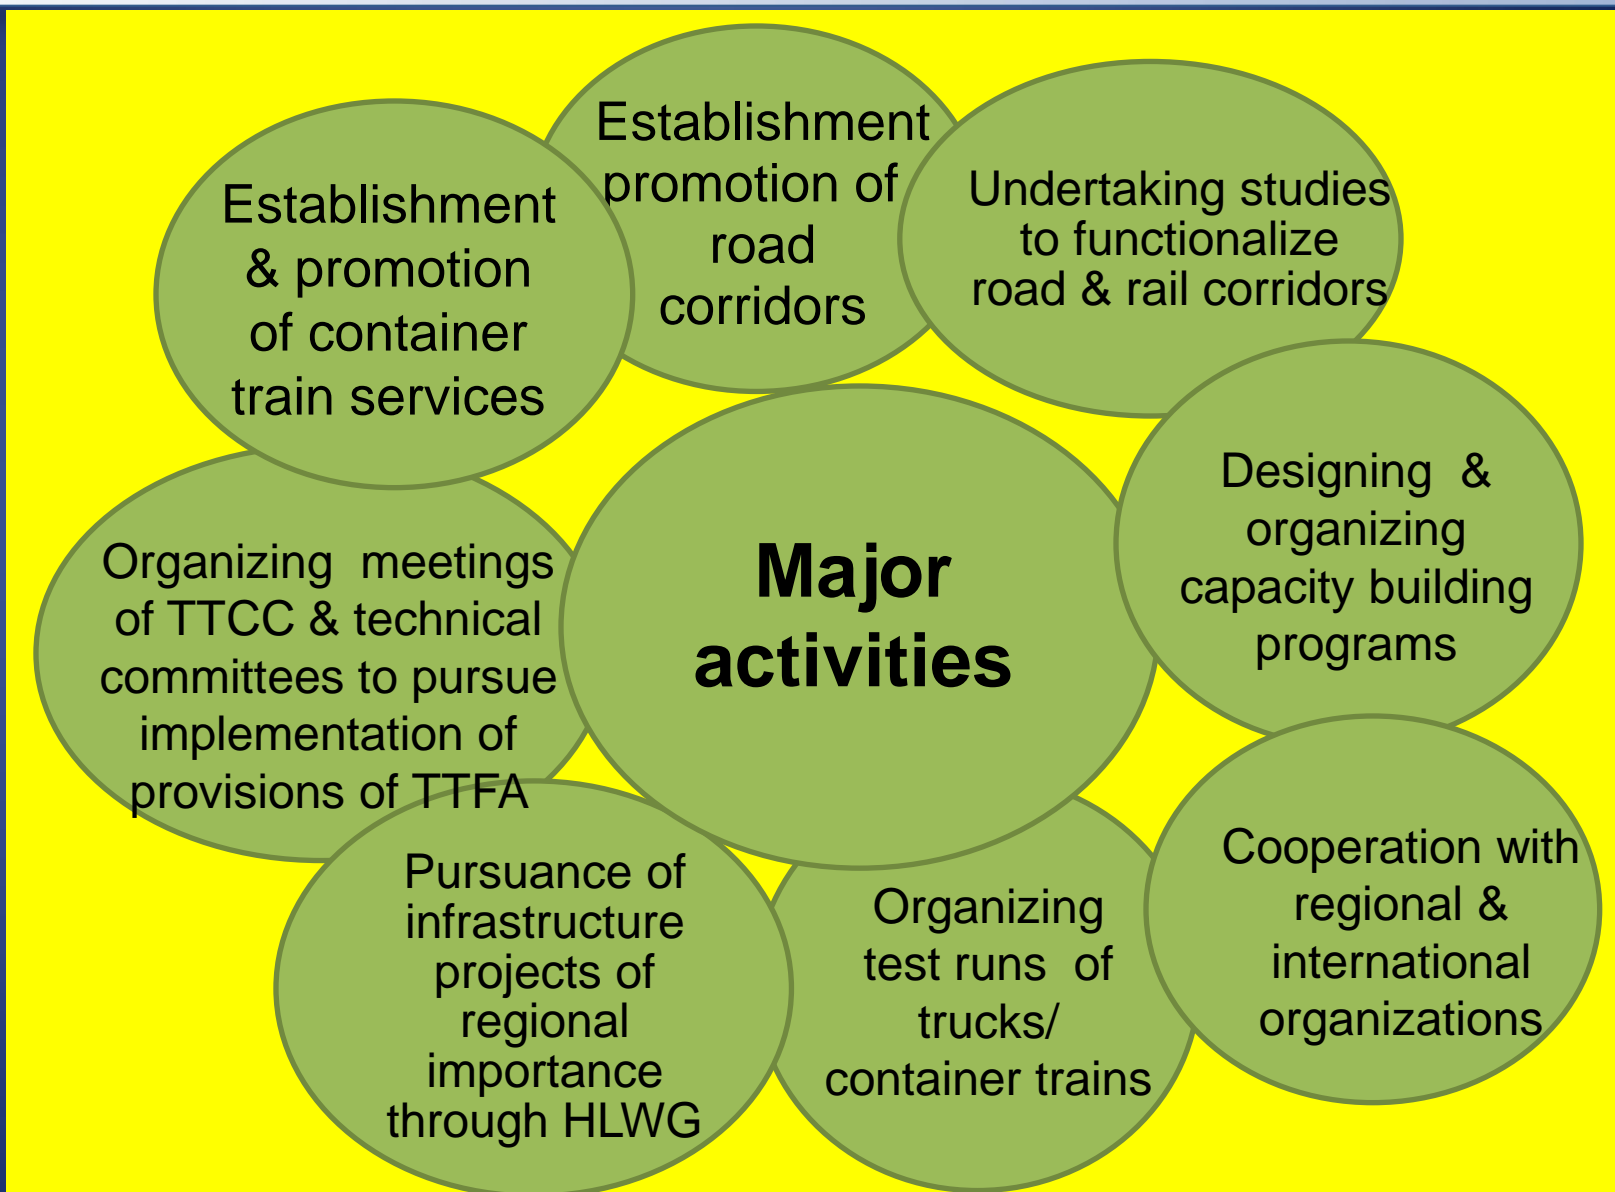 Establishment
& promotion
of container
train services
Establishment
promotion of
road
corridors
Undertaking studies
to functionalize
road & rail corridors
Designing  &
organizing
capacity building
programs
Major
activities
Organizing  meetings
of TTCC & technical
committees to pursue
implementation of
provisions of TTFA
Pursuance of
infrastructure
projects of
regional
importance
through HLWG
Organizing
test runs  of
trucks/
container trains
Cooperation with
regional &
international
organizations